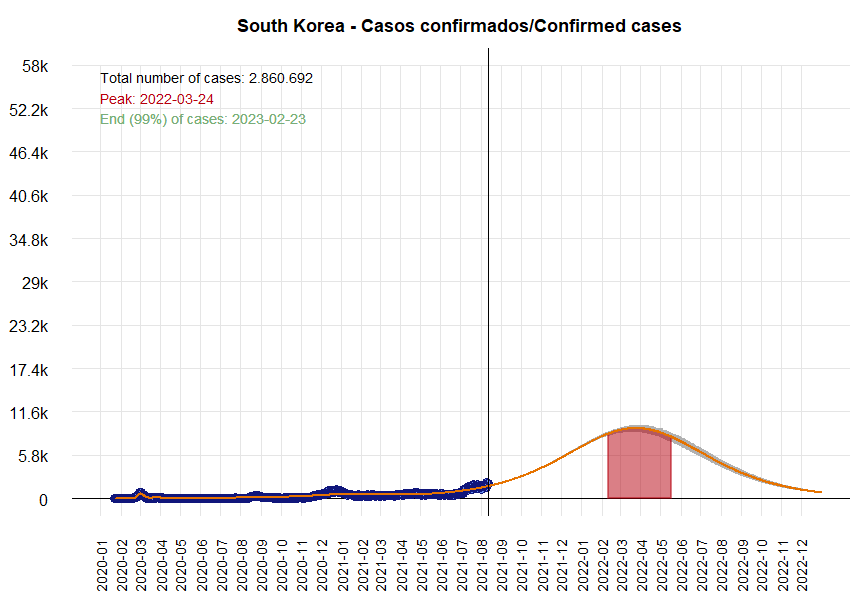 South Korea - Casos confirmados/Confirmed cases
58k
52.2k
46.4k
40.6k
34.8k
29k
23.2k
17.4k
11.6k
5.8k
0
Total number of cases: 2.860.692
Peak: 2022-03-24
End (99%) of cases: 2023-02-23
2020-01
2020-02
2020-03
2020-04
2020-05
2020-06
2020-07
2020-08
2020-09
2020-10
2020-11
2020-12
2021-01
2021-02
2021-03
2021-04
2021-05
2021-06
2021-07
2021-08
2021-09
2021-10
2021-11
2021-12
2022-01
2022-02
2022-03
2022-04
2022-05
2022-06
2022-07
2022-08
2022-09
2022-10
2022-11
2022-12